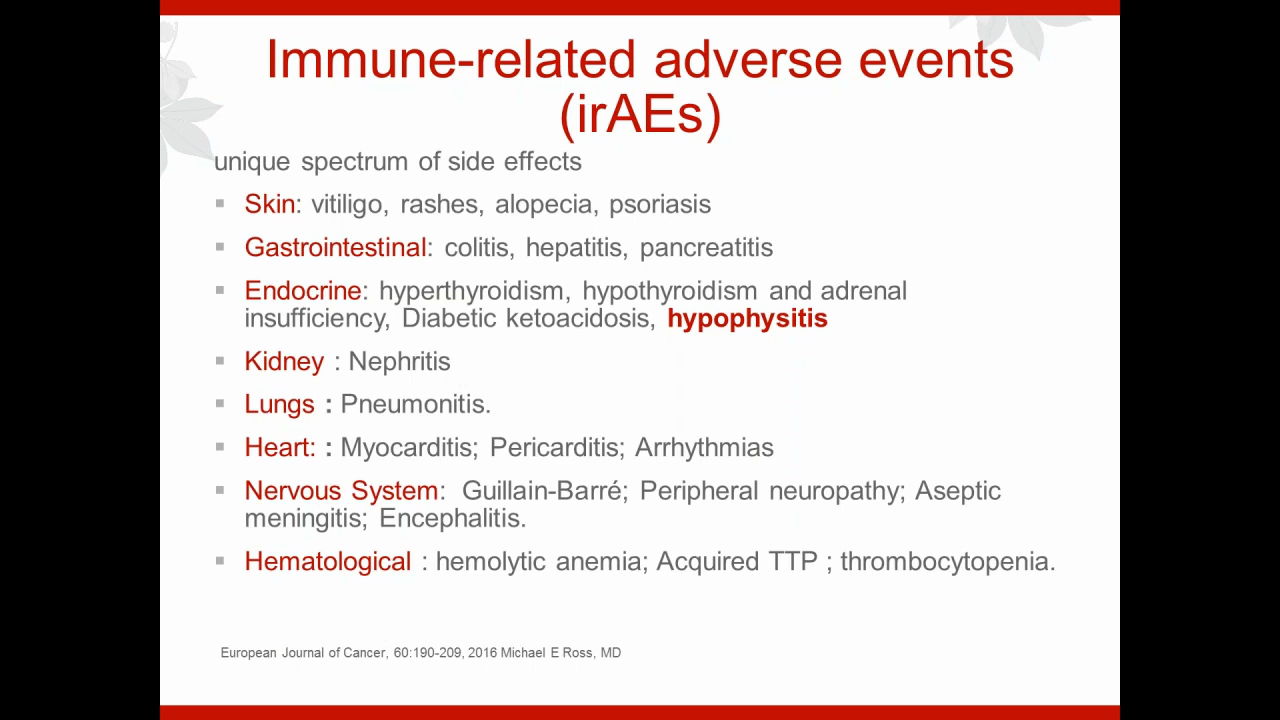 Immune-related adverse events
(irAEs)
unique spectrum of side effects
▪ Skin: vitiligo, rashes, alopecia, psoriasis
▪ Gastrointestinal: colitis, hepatitis, pancreatitis
▪ Endocrine: hyperthyroidism, hypothyroidism and adrenal
insufficiency, Diabetic ketoacidosis, hypophysitis
▪ Kidney : Nephritis
▪ Lungs : Pneumonitis.
▪ Heart: : Myocarditis; Pericarditis; Arrhythmias
▪ Nervous System: Guillain-Barré; Peripheral neuropathy; Aseptic
meningitis; Encephalitis.
▪ Hematological : hemolytic anemia; Acquired TTP ; thrombocytopenia.
European Journal of Cancer, 60:190-209, 2016 Michael E Ross, MD